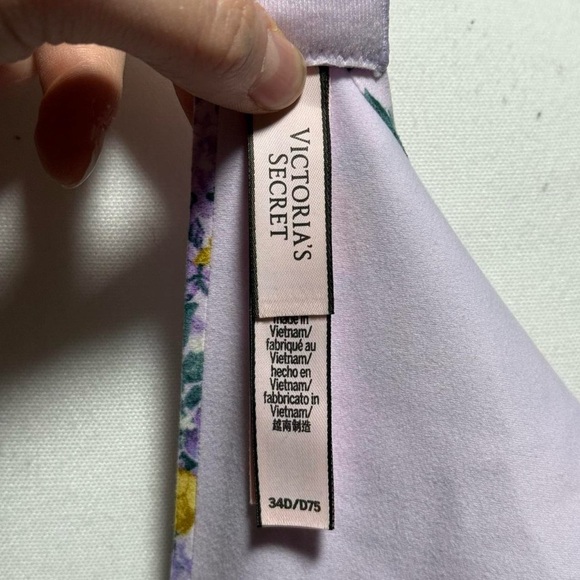 VICTORIA'S
SECRET
made in
Vietnam/
fabriqué au
Vietnam/
hecho en
Vietnam/
fabbricato in
Vietnam/
越南制造
34D/D75